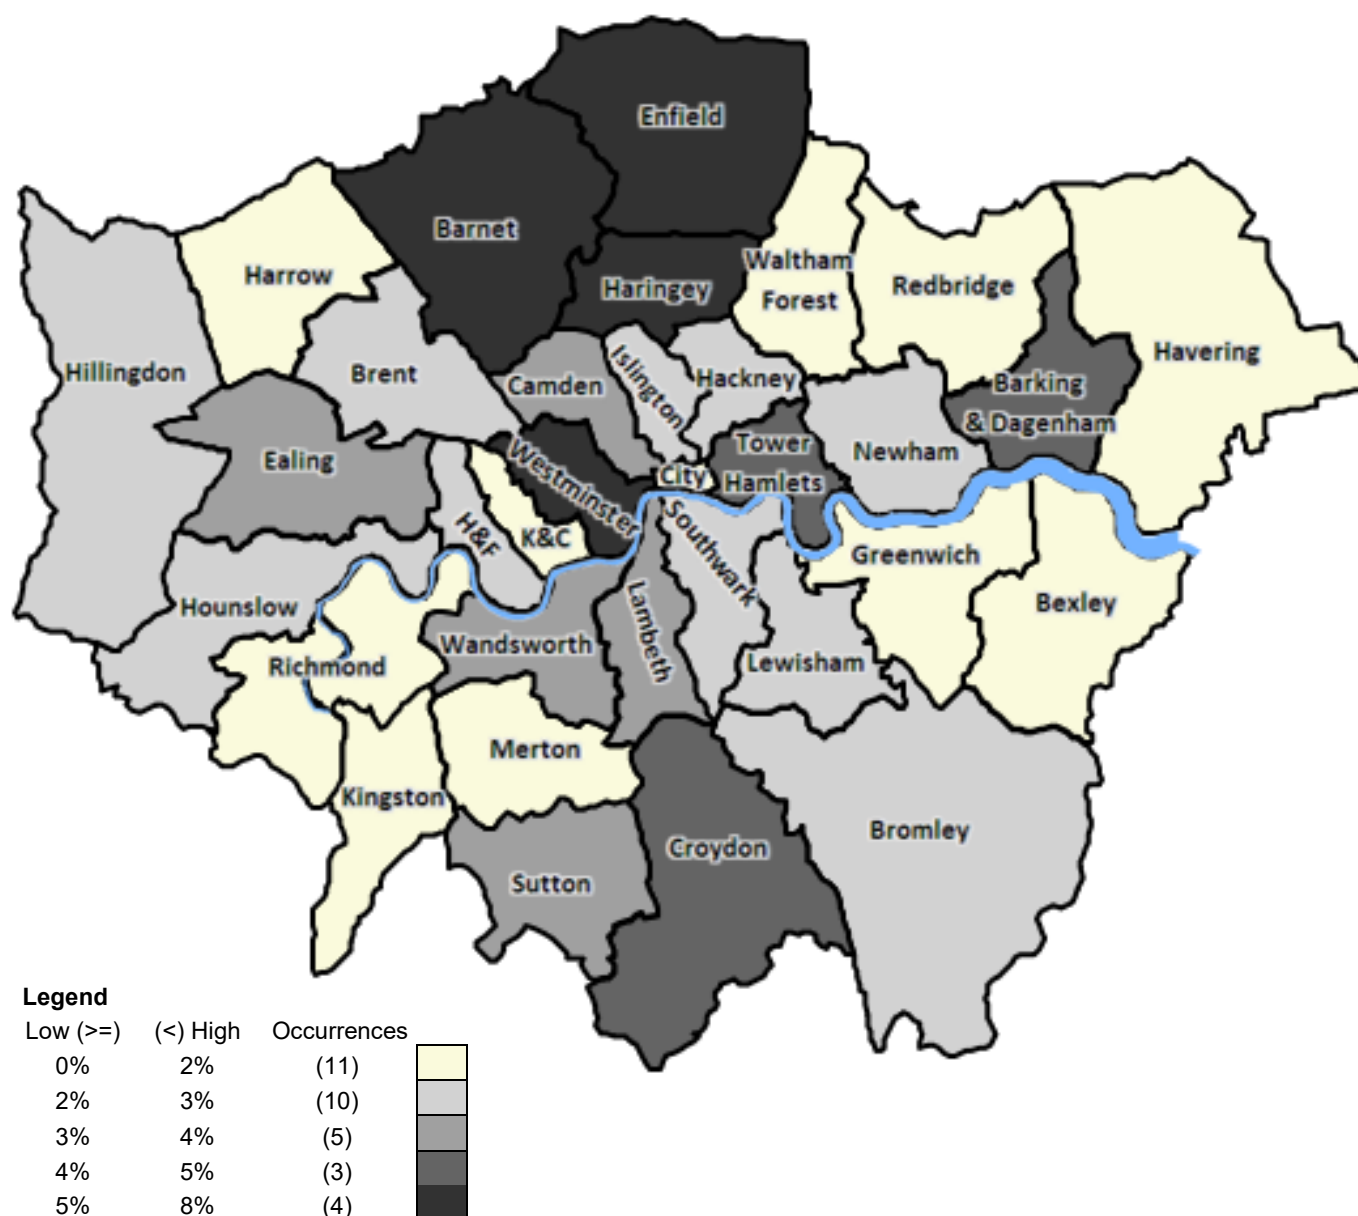 Enfield
Barnet
Harrow
Haringey
Waltham
Forest
Redbridge
Havering
Hillingdon
Brent
Camden
Islington
Hackney
Barking
& Dagenham
Ealing
Westminster
City
Tower
Hamlets
Newham
H&F
K&C
Southwark
Greenwich
Hounslow
Bexley
Richmond
Wandsworth
Lambeth
Lewisham
Merton
Kingston
Bromley
Croydon
Sutton
Legend
Low (>=) (<) High Occurrences
0% 2% (11)
2% 3% (10)
3% 4% (5)
4% 5% (3)
5% 8% (4)